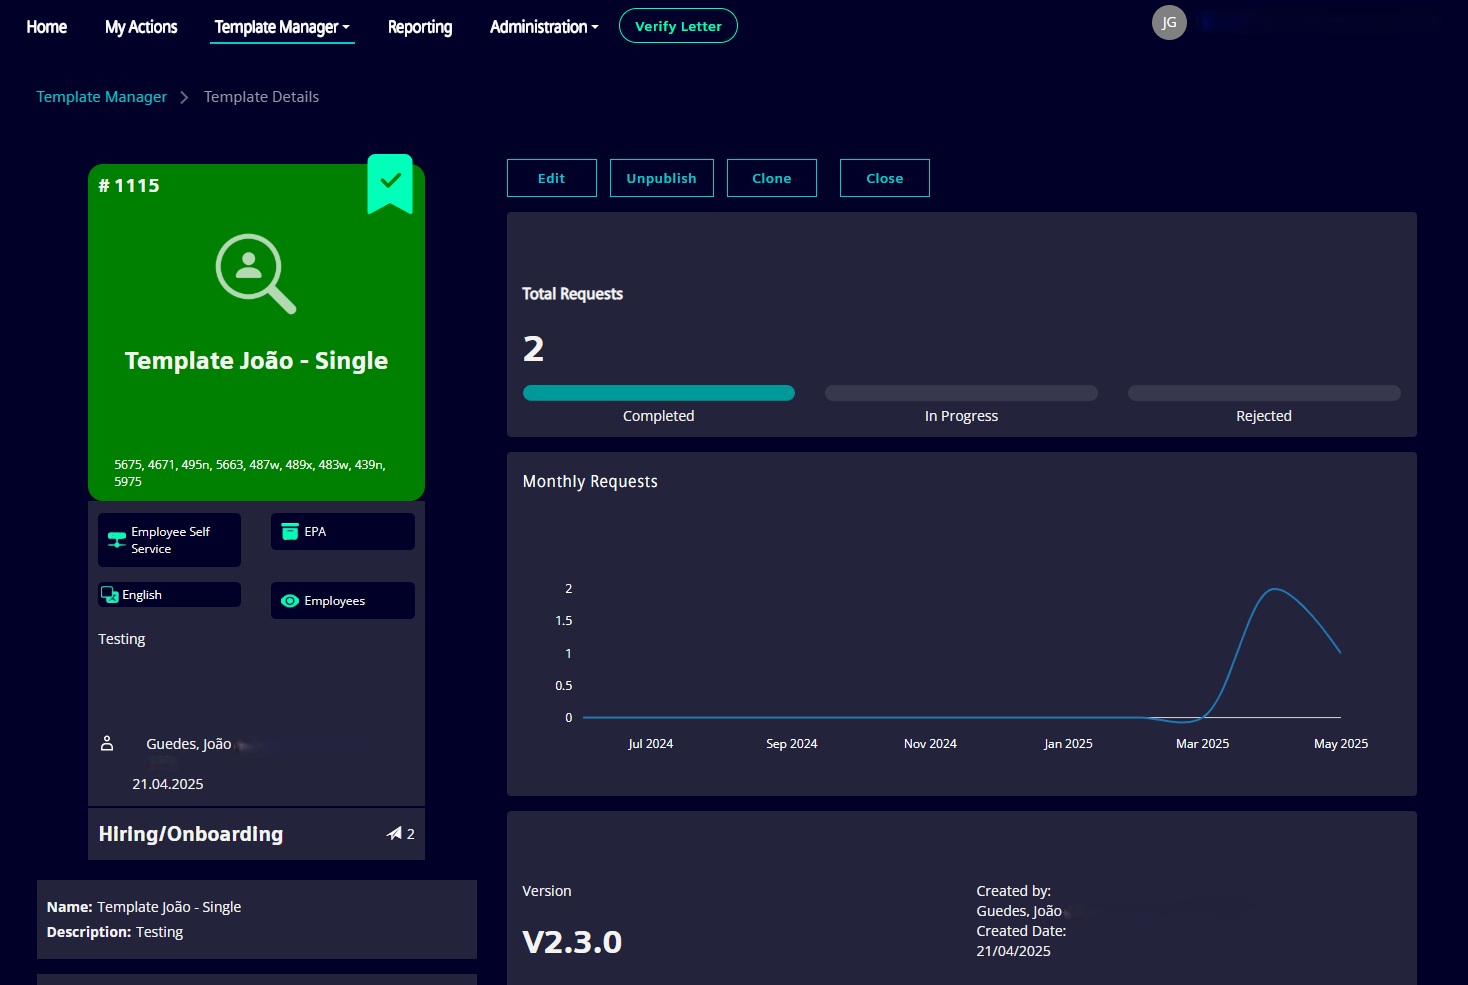 Home
My Actions
Template Manager
Reporting
Administration
Verify Letter
JG
Template Manager
Template Details
# 1115
Template João - Single
5675, 4671, 495n, 5663, 487w, 489x, 483w, 439n,
5975
Employee Self
Service
EPA
English
Employees
Testing
Guedes, João
21.04.2025
Hiring/Onboarding
2
Name: Template João - Single
Description: Testing
Edit
Unpublish
Clone
Close
Total Requests
2
Completed
In Progress
Rejected
Monthly Requests
2
1.5
1
0.5
0
Jul 2024
Sep 2024
Nov 2024
Jan 2025
Mar 2025
May 2025
Version
V2.3.0
Created by:
Guedes, João
Created Date:
21/04/2025